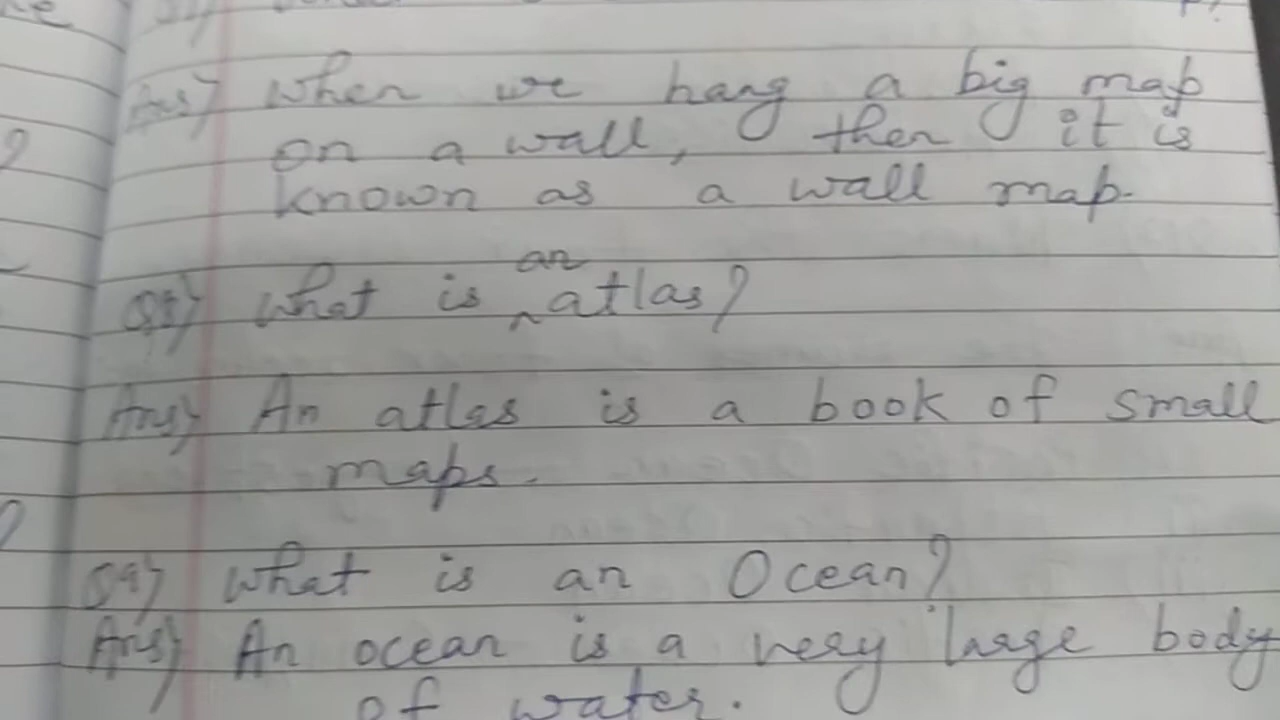 Ans) When we hang a big map
on a wall, then it is
known as a wall map.
an
Q8) What is ^ atlas?
Ans) An atlas is a book of small
maps.
Q9) What is an Ocean?
Ans) An ocean is a very large body
of water.